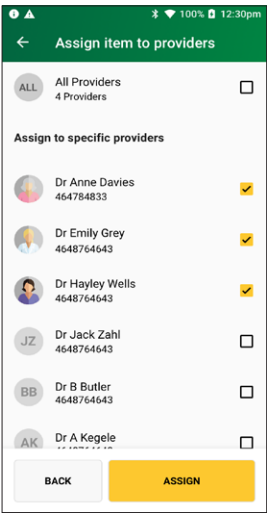 100% 12:30pm
Assign item to providers
ALL
All Providers
4 Providers
Assign to specific providers
Dr Anne Davies
464784833
Dr Emily Grey
4648764643
Dr Hayley Wells
4648764643
JZ
Dr Jack Zahl
4648764643
BB
Dr B Butler
4648764643
AK
Dr A Kegele
BACK
ASSIGN